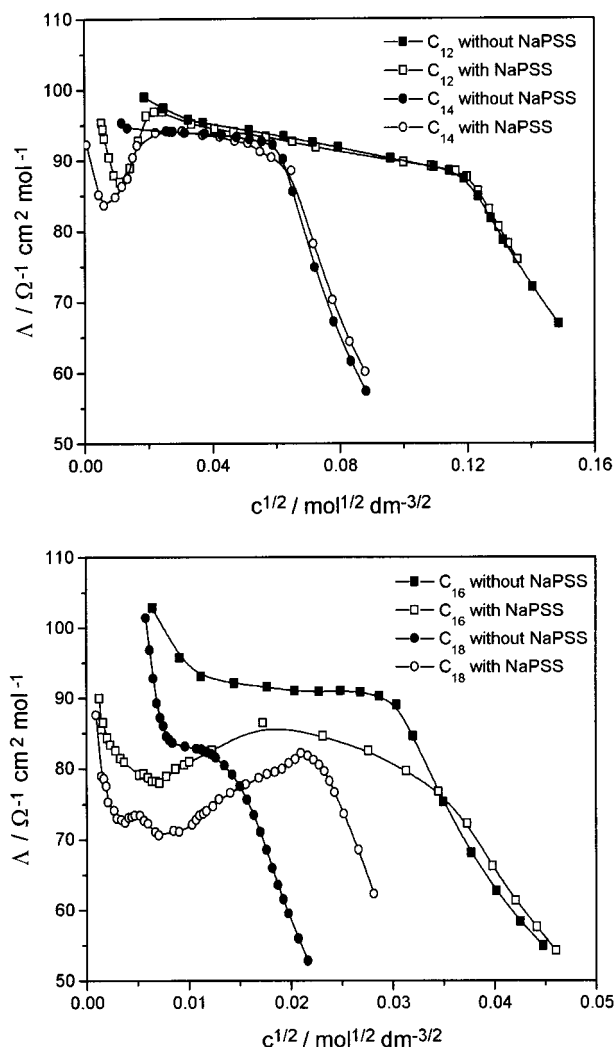 110
100
90
80
70
60
50
0.00
0.04
0.08
0.12
0.16
Λ / Ω⁻¹ cm² mol⁻¹
c¹/² / mol¹/² dm⁻³/²
C₁₂ without NaPSS
C₁₂ with NaPSS
C₁₄ without NaPSS
C₁₄ with NaPSS
110
100
90
80
70
60
50
0.00
0.01
0.02
0.03
0.04
0.05
Λ / Ω⁻¹ cm² mol⁻¹
c¹/² / mol¹/² dm⁻³/²
C₁₆ without NaPSS
C₁₆ with NaPSS
C₁₈ without NaPSS
C₁₈ with NaPSS